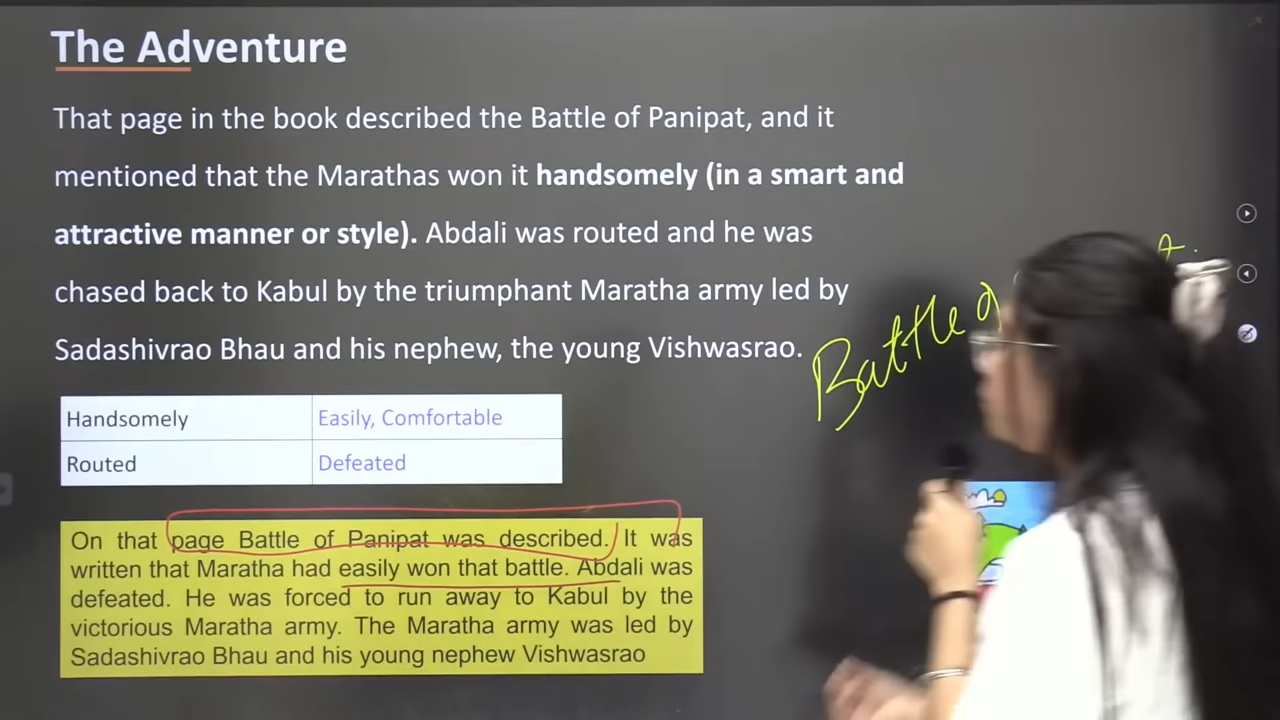 The Adventure
That page in the book described the Battle of Panipat, and it
mentioned that the Marathas won it handsomely (in a smart and
attractive manner or style). Abdali was routed and he was
chased back to Kabul by the triumphant Maratha army led by
Sadashivrao Bhau and his nephew, the young Vishwasrao.
Battle of
Handsomely Easily, Comfortable
Routed Defeated
On that page Battle of Panipat was described. It was
written that Maratha had easily won that battle. Abdali was
defeated. He was forced to run away to Kabul by the
victorious Maratha army. The Maratha army was led by
Sadashivrao Bhau and his young nephew Vishwasrao